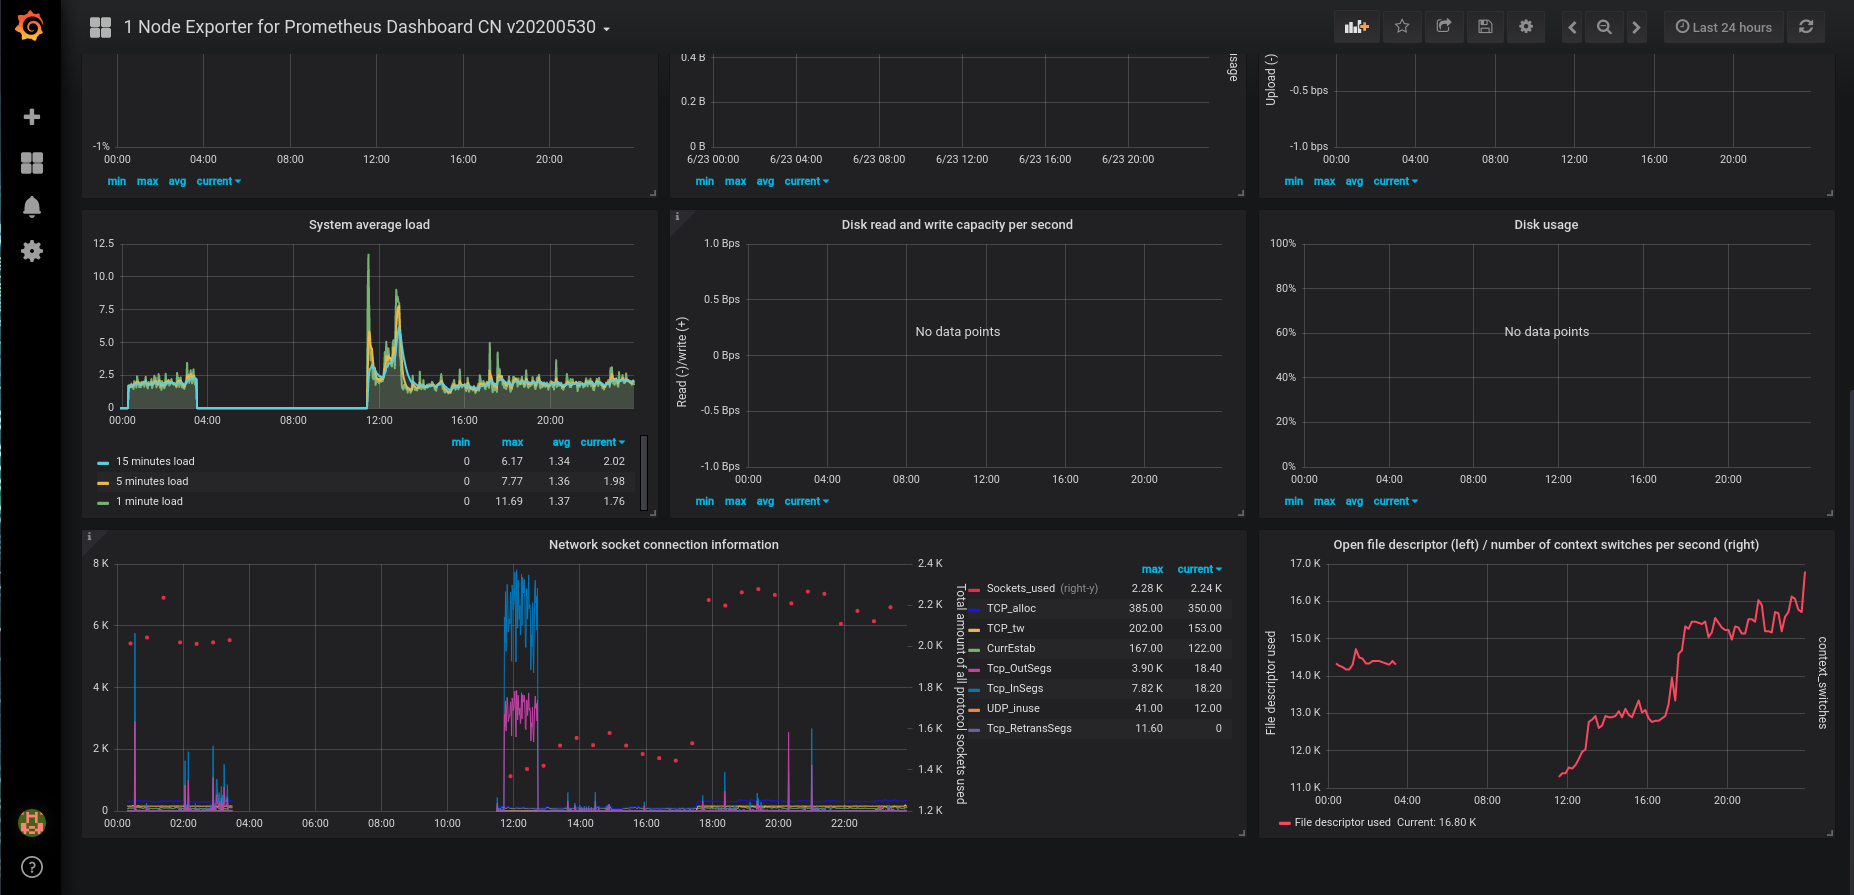 1 Node Exporter for Prometheus Dashboard CN v20200530
Last 24 hours
-1%
00:00 04:00 08:00 12:00 16:00 20:00
min max avg current
0.4 B
0.2 B
0 B
6/23 00:00 6/23 04:00 6/23 08:00 6/23 12:00 6/23 16:00 6/23 20:00
min max avg current
Upload (-)
-0.5 bps
-1.0 bps
00:00 04:00 08:00 12:00 16:00 20:00
min max avg current
System average load
12.5
10.0
7.5
5.0
2.5
0
00:00 04:00 08:00 12:00 16:00 20:00
min max avg current
15 minutes load 0 6.17 1.34 2.02
5 minutes load 0 7.77 1.36 1.98
1 minute load 0 11.69 1.37 1.76
Disk read and write capacity per second
Read (-)/write (+)
1.0 Bps
0.5 Bps
0 Bps
-0.5 Bps
-1.0 Bps
No data points
00:00 04:00 08:00 12:00 16:00 20:00
min max avg current
Disk usage
100%
80%
60%
40%
20%
0%
No data points
00:00 04:00 08:00 12:00 16:00 20:00
min max avg current
Network socket connection information
8 K
6 K
4 K
2 K
0
00:00 02:00 04:00 06:00 08:00 10:00 12:00 14:00 16:00 18:00 20:00 22:00
2.4 K
2.2 K
2.0 K
1.8 K
1.6 K
1.4 K
1.2 K
Total amount of all protocol sockets used
max current
Sockets_used (right-y) 2.28 K 2.24 K
TCP_alloc 385.00 350.00
TCP_tw 202.00 153.00
CurrEstab 167.00 122.00
Tcp_OutSegs 3.90 K 18.40
Tcp_InSegs 7.82 K 18.20
UDP_inuse 41.00 12.00
Tcp_RetransSegs 11.60 0
Open file descriptor (left) / number of context switches per second (right)
File descriptor used
17.0 K
16.0 K
15.0 K
14.0 K
13.0 K
12.0 K
11.0 K
00:00 04:00 08:00 12:00 16:00 20:00
context_switches
File descriptor used Current: 16.80 K